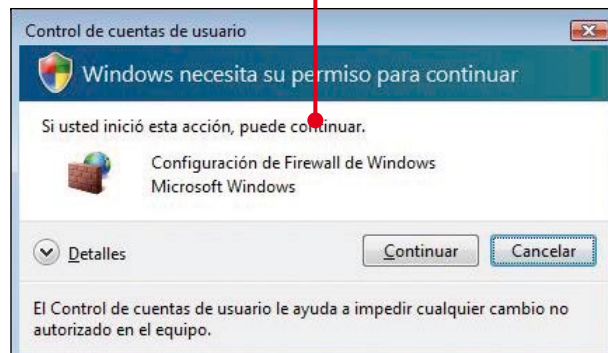 Control de cuentas de usuario
Windows necesita su permiso para continuar
Si usted inició esta acción, puede continuar.
Configuración de Firewall de Windows
Microsoft Windows
Detalles
Continuar
Cancelar
El Control de cuentas de usuario le ayuda a impedir cualquier cambio no
autorizado en el equipo.